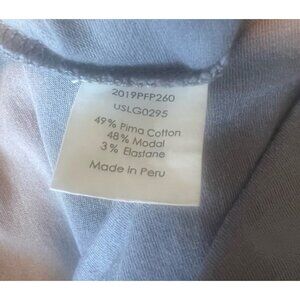 2019PFP260
USLG0295
49% Pima Cotton
48% Modal
3% Elastane
Made in Peru